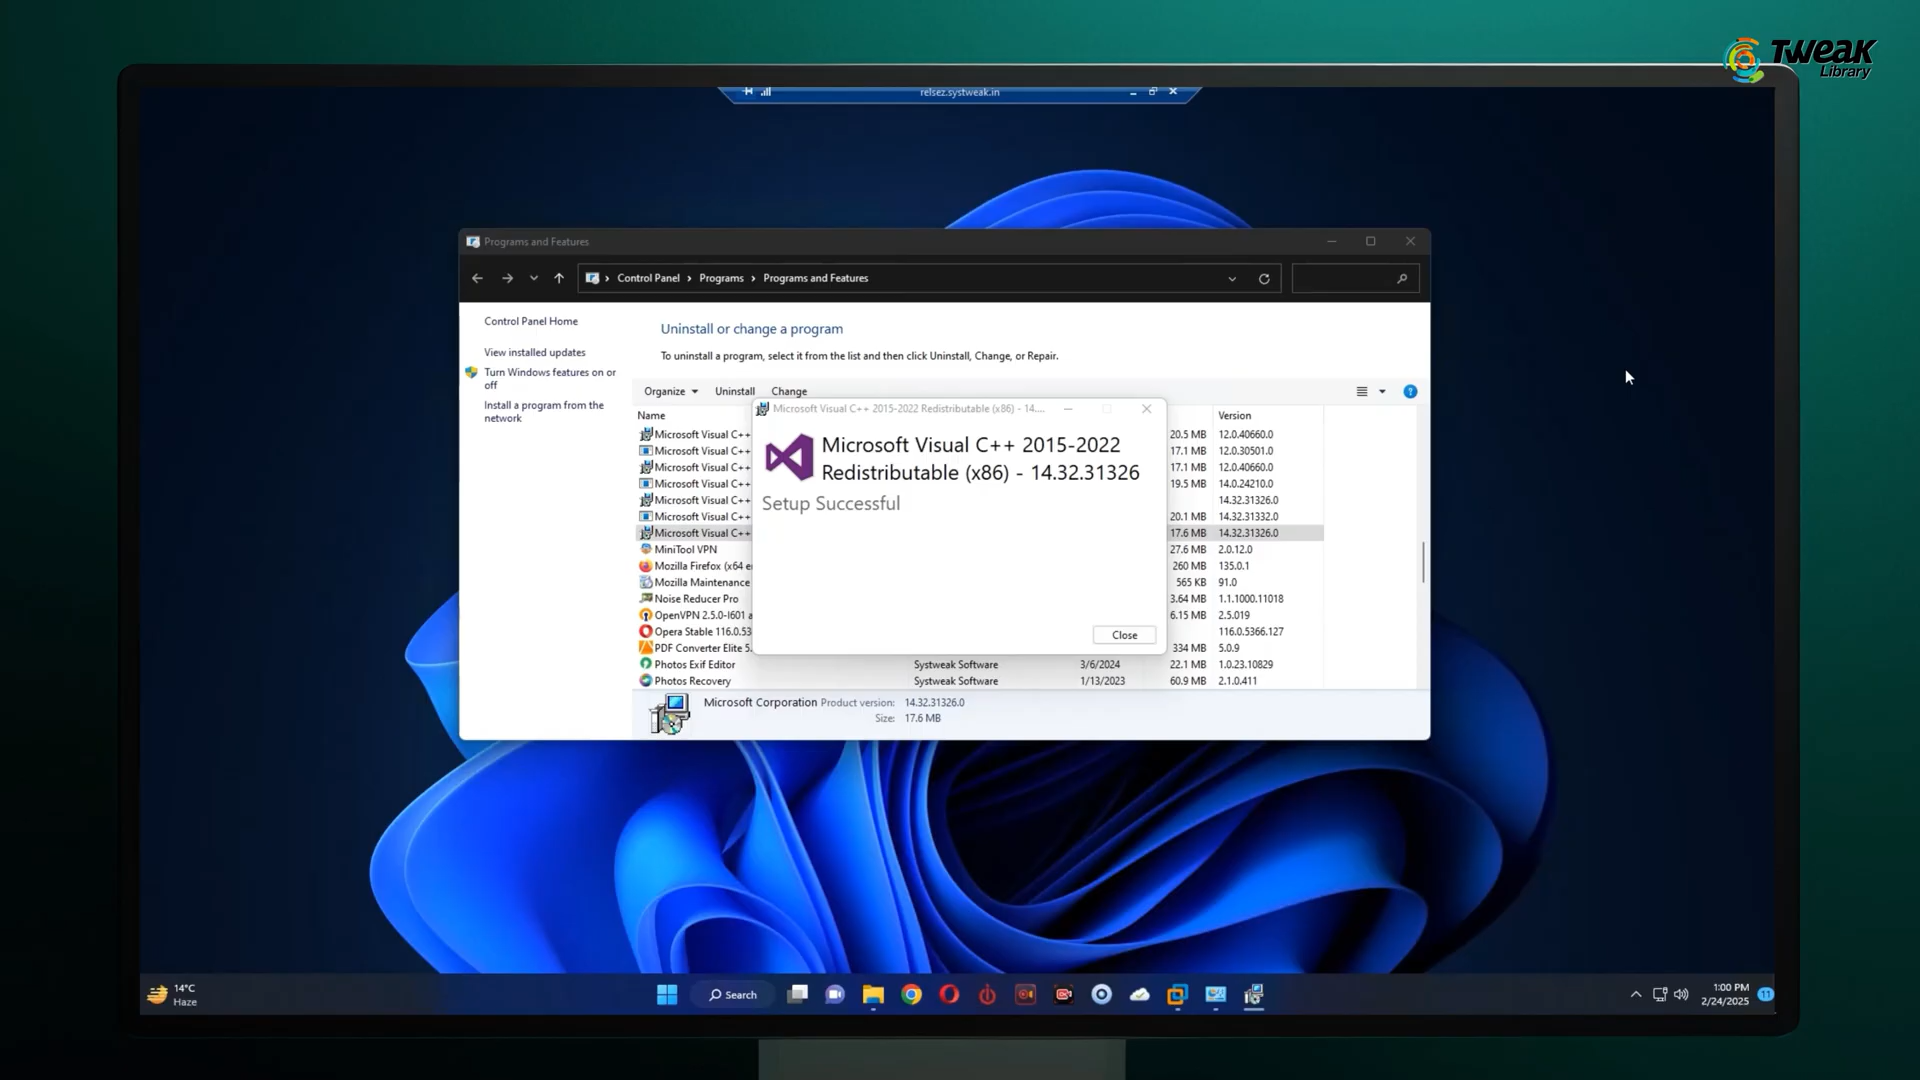 TWEAK
Library
relsez.systweak.in
Programs and Features
Control Panel
Programs
Programs and Features
Control Panel Home
View installed updates
Turn Windows features on or
off
Install a program from the
network
Uninstall or change a program
To uninstall a program, select it from the list and then click Uninstall, Change, or Repair.
Organize
Uninstall
Change
Name
Version
Microsoft Visual C++ 20.5 MB 12.0.40660.0
Microsoft Visual C++ 17.1 MB 12.0.30501.0
Microsoft Visual C++ 17.1 MB 12.0.40660.0
Microsoft Visual C++ 19.5 MB 14.0.24210.0
Microsoft Visual C++ 14.32.31326.0
Microsoft Visual C++ 20.1 MB 14.32.31332.0
Microsoft Visual C++ 17.6 MB 14.32.31326.0
MiniTool VPN 27.6 MB 2.0.12.0
Mozilla Firefox (x64 e 260 MB 135.0.1
Mozilla Maintenance 565 KB 91.0
Noise Reducer Pro 3.64 MB 1.1.1000.11018
OpenVPN 2.5.0-I601 a 6.15 MB 2.5.019
Opera Stable 116.0.53 116.0.5366.127
PDF Converter Elite 5. 334 MB 5.0.9
Photos Exif Editor Systweak Software 3/6/2024 22.1 MB 1.0.23.10829
Photos Recovery Systweak Software 1/13/2023 60.9 MB 2.1.0.411
Microsoft Visual C++ 2015-2022 Redistributable (x86) - 14....
Microsoft Visual C++ 2015-2022
Redistributable (x86) - 14.32.31326
Setup Successful
Close
Microsoft Corporation Product version: 14.32.31326.0
Size: 17.6 MB
14°C
Haze
Search
1:00 PM
2/24/2025
11